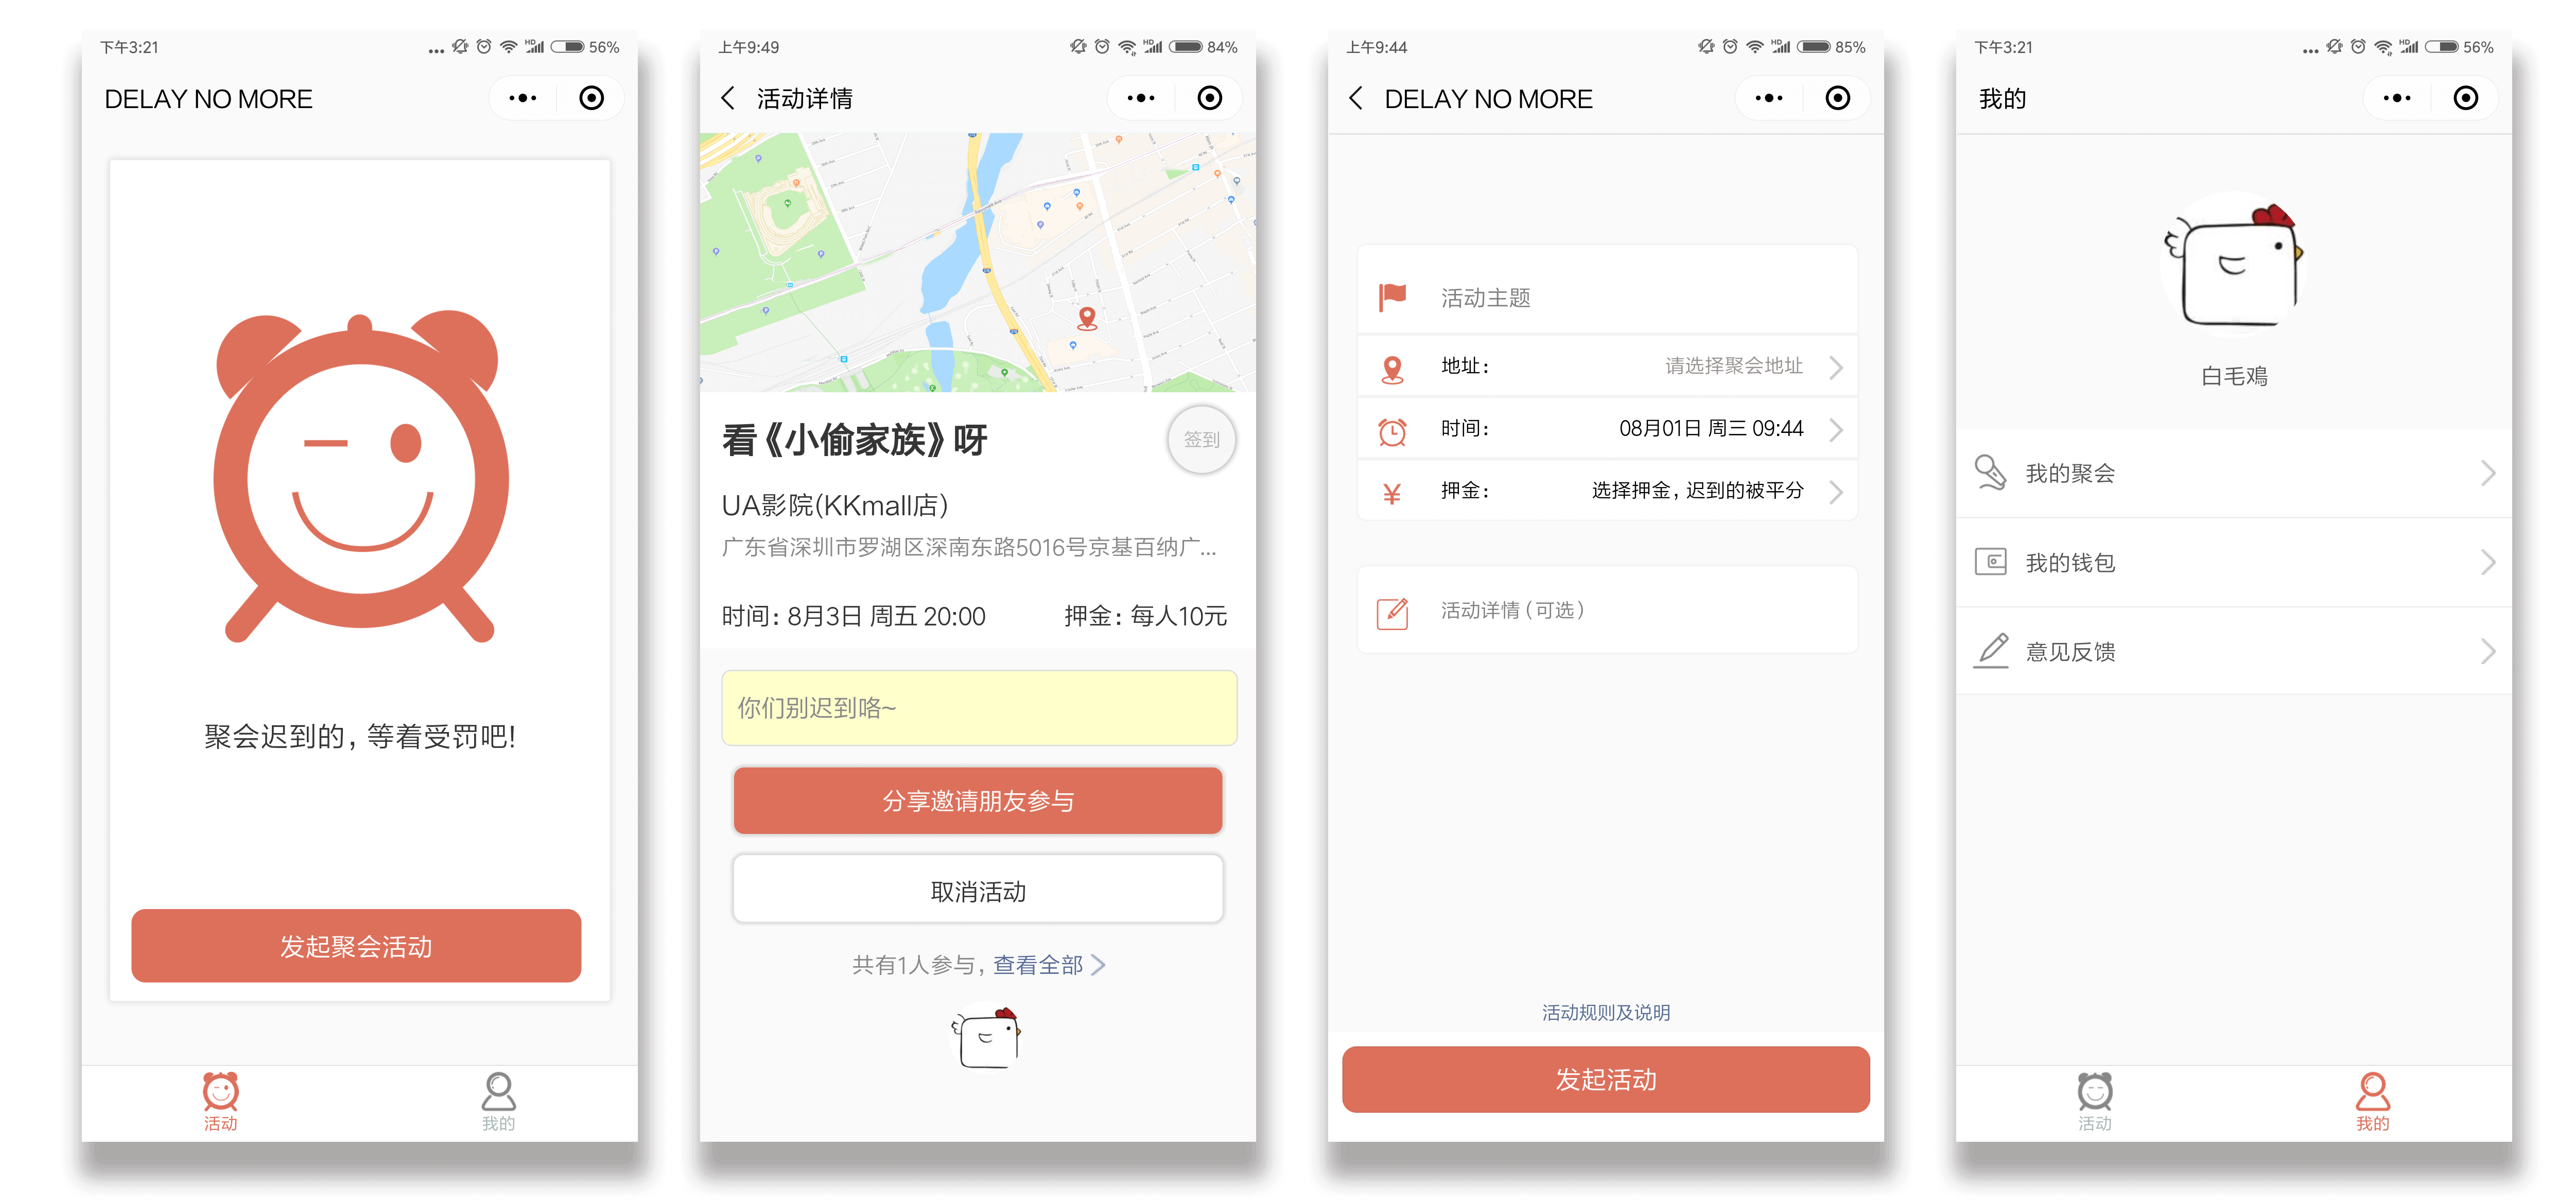 下午3:21
HD
56%
DELAY NO MORE
聚会迟到的，等着受罚吧！
发起聚会活动
活动
我的
上午9:49
HD
84%
活动详情
看《小偷家族》呀
签到
UA影院(KKmall店)
广东省深圳市罗湖区深南东路5016号京基百纳广...
时间：8月3日 周五 20:00
押金：每人10元
你们别迟到咯~
分享邀请朋友参与
取消活动
共有1人参与，查看全部
上午9:44
HD
85%
DELAY NO MORE
活动主题
地址：
请选择聚会地址
时间：
08月01日 周三 09:44
¥
押金：
选择押金，迟到的被平分
活动详情（可选）
活动规则及说明
发起活动
下午3:21
HD
56%
我的
白毛鳮
我的聚会
我的钱包
意见反馈
活动
我的